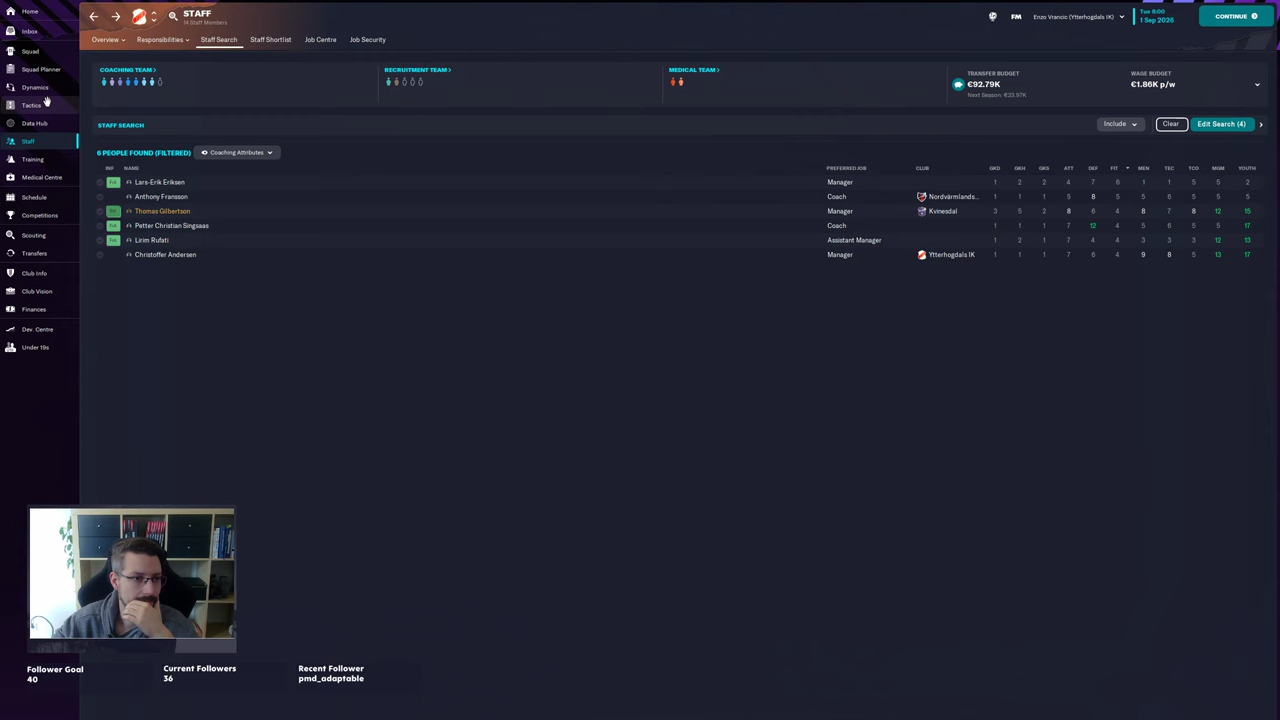 Home
Inbox
Squad
Squad Planner
Dynamics
Tactics
Data Hub
Staff
Training
Medical Centre
Schedule
Competitions
Scouting
Transfers
Club Info
Club Vision
Finances
Dev. Centre
Under 19s
STAFF
14 Staff Members
FM Enzo Vrancic (Ytterhogdals IK)
Tue 8:00
1 Sep 2026
CONTINUE
Overview Responsibilities Staff Search Staff Shortlist Job Centre Job Security
COACHING TEAM >
RECRUITMENT TEAM >
MEDICAL TEAM >
TRANSFER BUDGET
€92.79K
Next Season: €23.97K
WAGE BUDGET
€1.86K p/w
STAFF SEARCH
Include Clear Edit Search (4)
6 PEOPLE FOUND (FILTERED) Coaching Attributes
INF NAME PREFERRED JOB CLUB GKD GKH GKS ATT DEF FIT MEN TEC TCO MGM YOUTH
Lars-Erik Eriksen Manager 1 2 2 4 7 6 1 1 5 5 2
Anthony Fransson Coach Nordvärmlands... 1 1 1 5 8 5 5 6 5 5 5
Thomas Gilbertson Manager Kvinesdal 3 5 2 8 6 4 8 7 8 12 15
Petter Christian Singsaas Coach 1 1 1 7 12 4 5 6 5 5 17
Lirim Rufati Assistant Manager 1 2 1 7 4 4 3 3 3 12 13
Christoffer Andersen Manager Ytterhogdals IK 1 1 1 7 6 4 9 8 5 13 17
Follower Goal
40
Current Followers
36
Recent Follower
pmd_adaptable